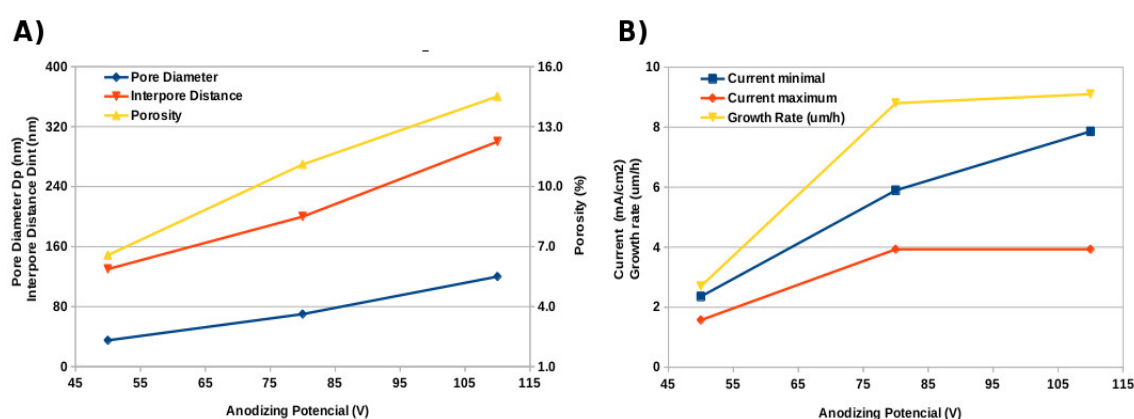 A)
400
320
240
160
80
0
Pore Diameter Dp (nm)
Interpore Distance Dint (nm)
Pore Diameter
Interpore Distance
Porosity
16.0
13.0
10.0
7.0
4.0
1.0
Porosity (%)
45 55 65 75 85 95 105 115
Anodizing Potencial (V)
B)
10
8
6
4
2
0
Current (mA/cm2)
Growth rate (um/h)
Current minimal
Current maximum
Growth Rate (um/h)
45 55 65 75 85 95 105 115
Anodizing Potencial (V)